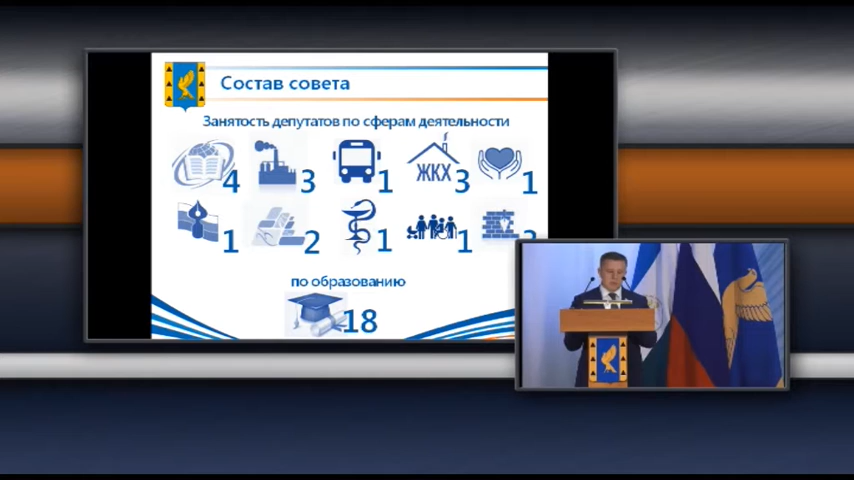 Состав совета
Занятость депутатов по сферам деятельности
4
3
1
ЖКХ 3
1
1
2
1
1
по образованию
18